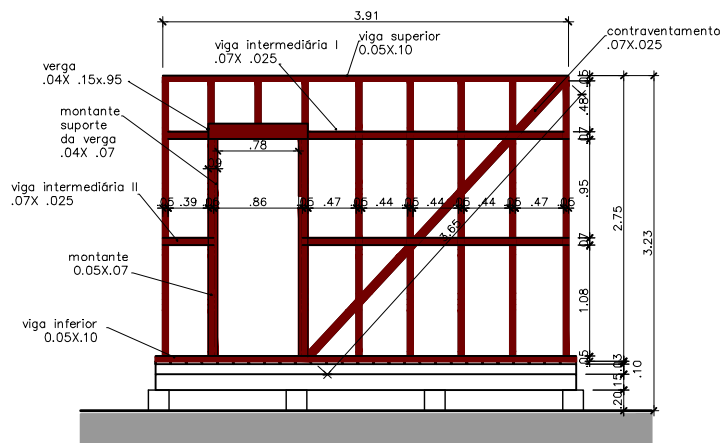 3.91
contraventamento
.07X.025
viga superior
0.05X.10
viga intermediária I
.07X .025
verga
.04X .15x.95
montante
suporte
da verga
.04X .07
.05
.48
.78
.07
viga intermediária II
.07X .025
.05 .39 .05 .86 .05 .47 .05 .44 .05 .44 .05 .44 .05 .47 .05
.95
2.75
3.65
3.23
.07
montante
0.05X.07
1.08
viga inferior
0.05X.10
.05
.03
.15
.10
.20